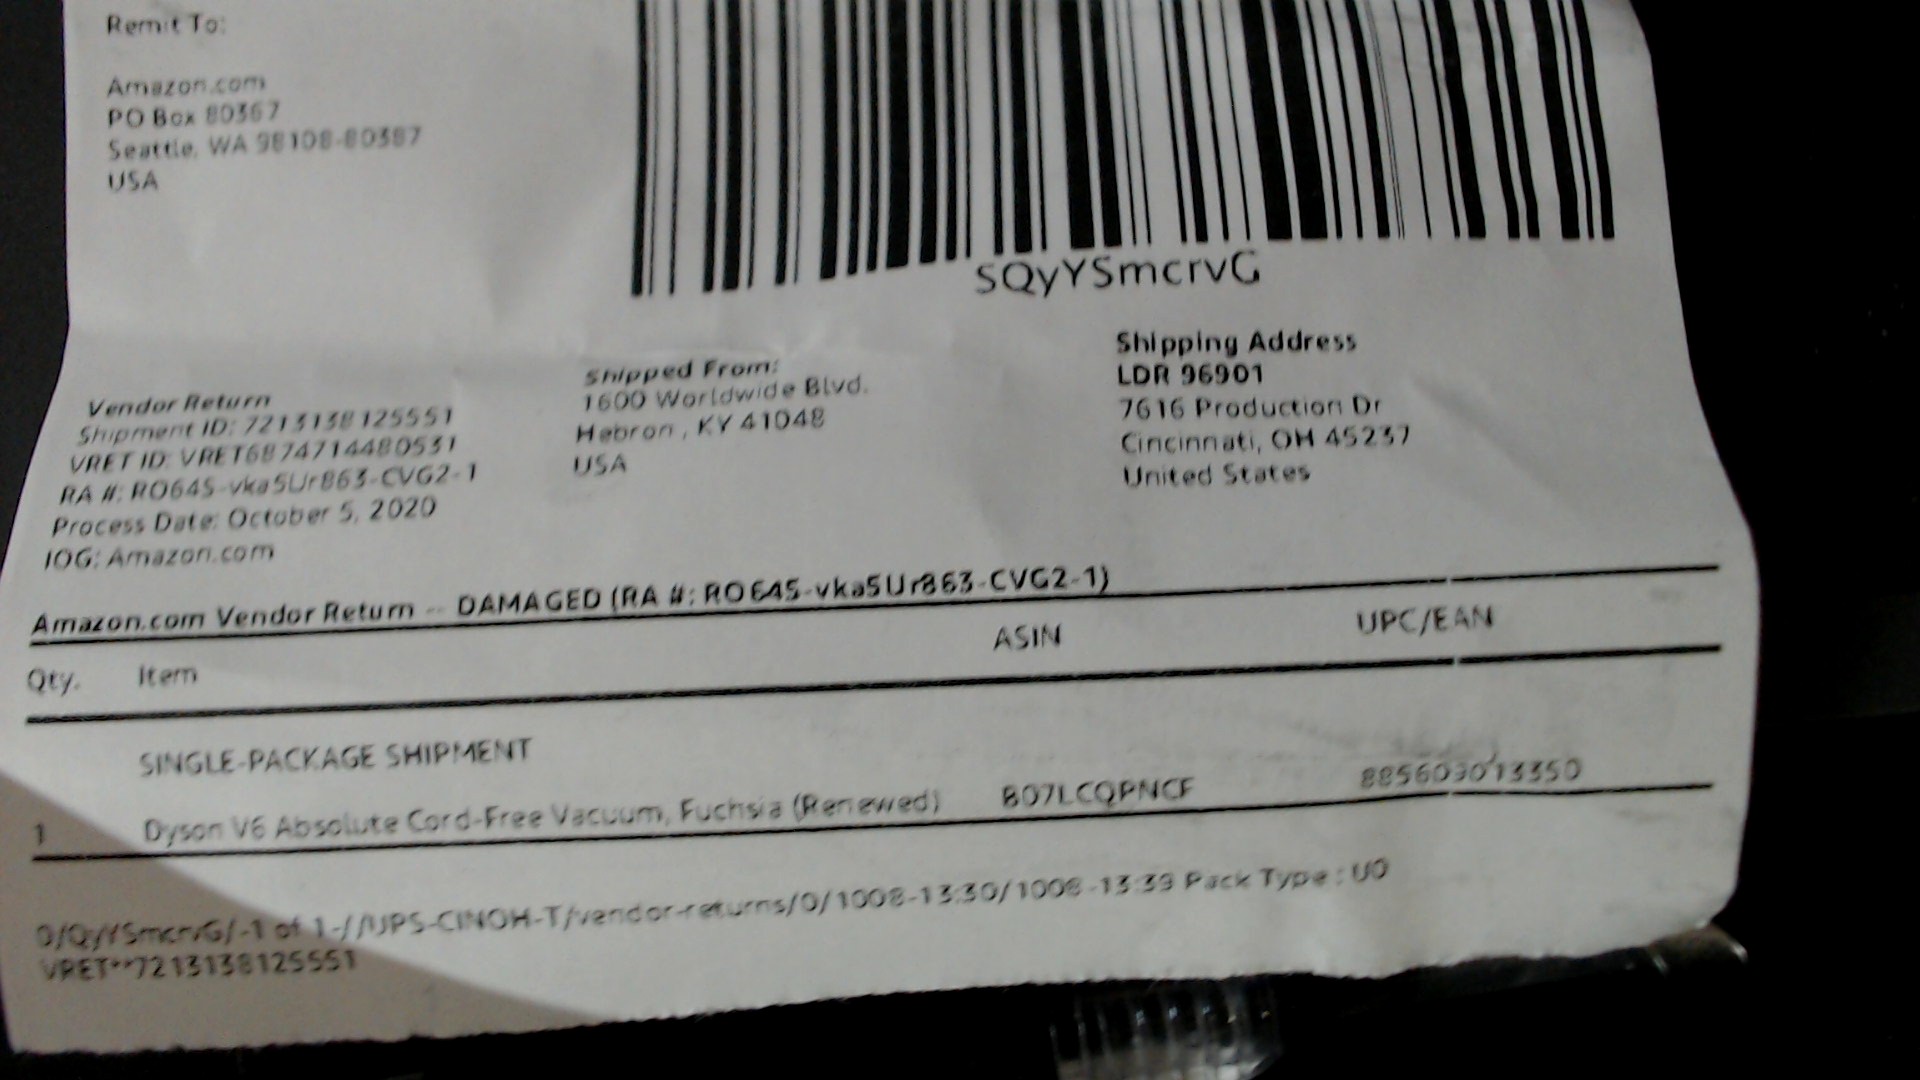 Remit To:
Amazon.com
PO Box 80367
Seattle, WA 98108-80387
USA
SQyYSmcrvG
Vendor Return
Shipment ID: 7213138125551
VRET ID: VRET6874714480531
RA #: RO645-vka5Ur863-CVG2-1
Process Date: October 5, 2020
IOG: Amazon.com
Shipped From:
1600 Worldwide Blvd.
Hebron , KY 41048
USA
Shipping Address
LDR 96901
7616 Production Dr
Cincinnati, OH 45237
United States
Amazon.com Vendor Return -- DAMAGED (RA #: RO645-vka5Ur863-CVG2-1)
Qty. Item ASIN UPC/EAN
SINGLE-PACKAGE SHIPMENT
1 Dyson V6 Absolute Cord-Free Vacuum, Fuchsia (Renewed) B07LCQPNCF 885609013350
0/QyYSmcrvG/-1 of 1-//UPS-CINOH-T/vendor-returns/0/1008-13:30/1008-13:39 Pack Type : U0
VRET**7213138125551